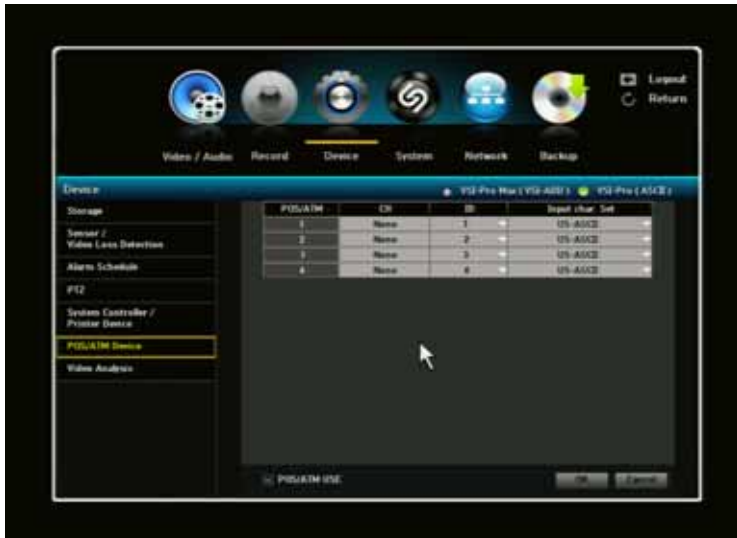 Logout
Return
Video / Audio Record Device System Network Backup
Device
VSI-Pro Max ( VSI-ADD ) VSI-Pro ( ASCII )
Storage
Sensor /
Video Loss Detection
Alarm Schedule
PTZ
System Controller /
Printer Device
POS/ATM Device
Video Analysis
POS/ATM CH ID Input char. Set
1 None 1 US-ASCII
2 None 2 US-ASCII
3 None 3 US-ASCII
4 None 4 US-ASCII
POS/ATM USE
OK Cancel